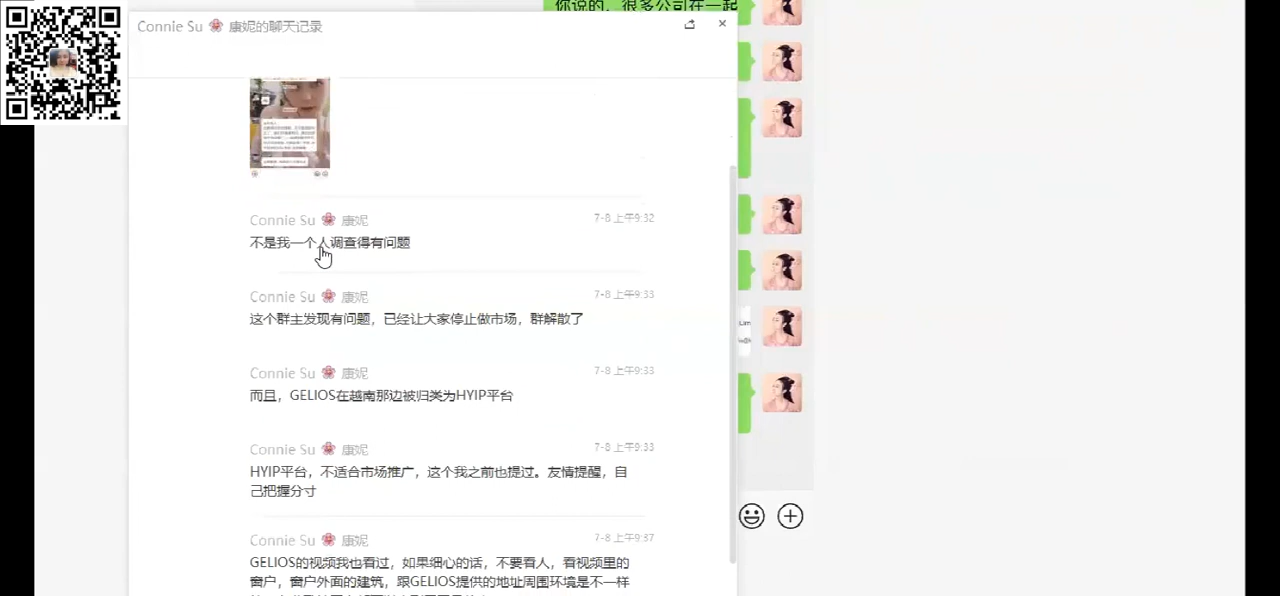 你说的，很多公司在一起
Connie Su 🌸 康妮的聊天记录
Connie Su 🌸 康妮
7-8 上午9:32
不是我一个人调查得有问题
Connie Su 🌸 康妮
7-8 上午9:33
这个群主发现有问题，已经让大家停止做市场，群解散了
Connie Su 🌸 康妮
7-8 上午9:33
而且，GELIOS在越南那边被归类为HYIP平台
Connie Su 🌸 康妮
7-8 上午9:33
HYIP平台，不适合市场推广，这个我之前也提过。友情提醒，自
己把握分寸
Connie Su 🌸 康妮
7-8 上午9:37
GELIOS的视频我也看过，如果细心的话，不要看人，看视频里的
窗户，窗户外面的建筑，跟GELIOS提供的地址周围环境是不一样